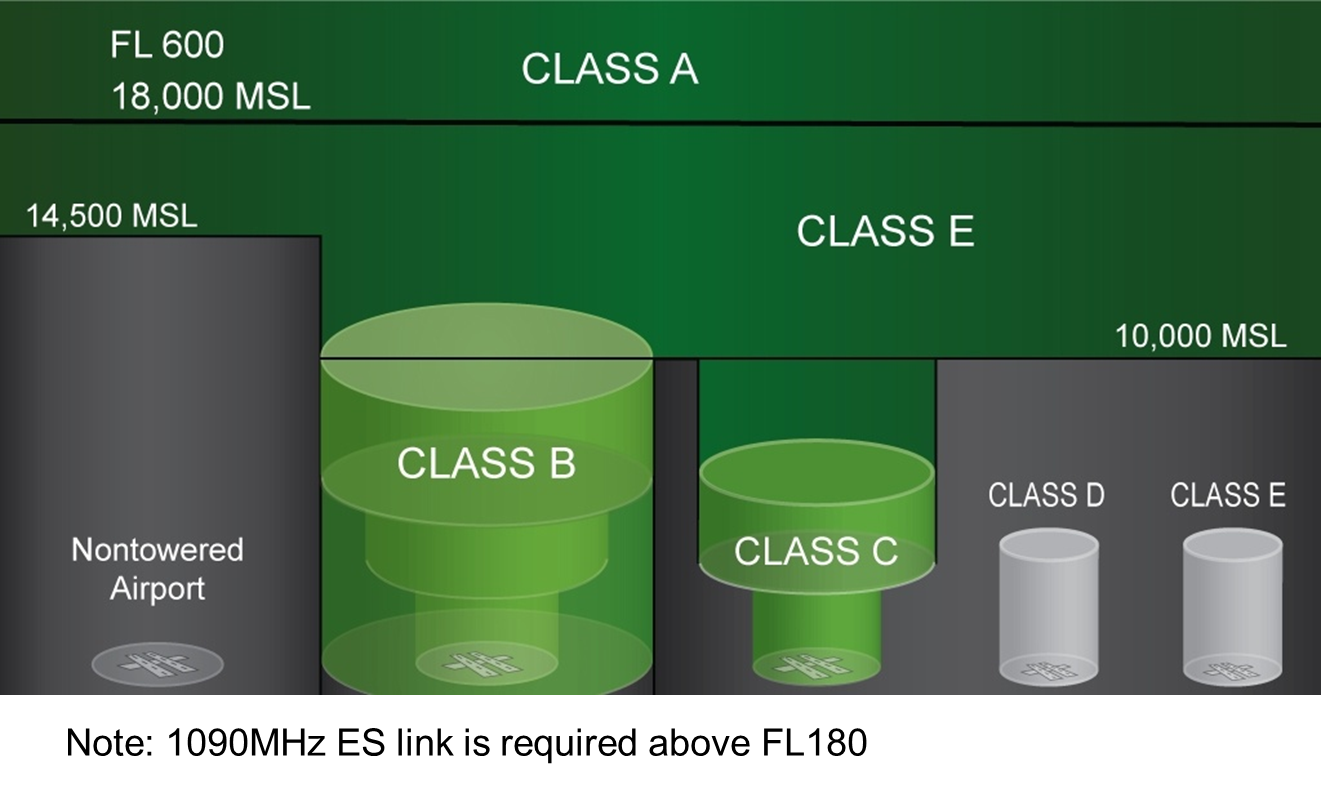 FL 600
18,000 MSL
CLASS A
14,500 MSL
CLASS E
10,000 MSL
CLASS B
CLASS D
CLASS E
Nontowered
Airport
CLASS C
Note: 1090MHz ES link is required above FL180